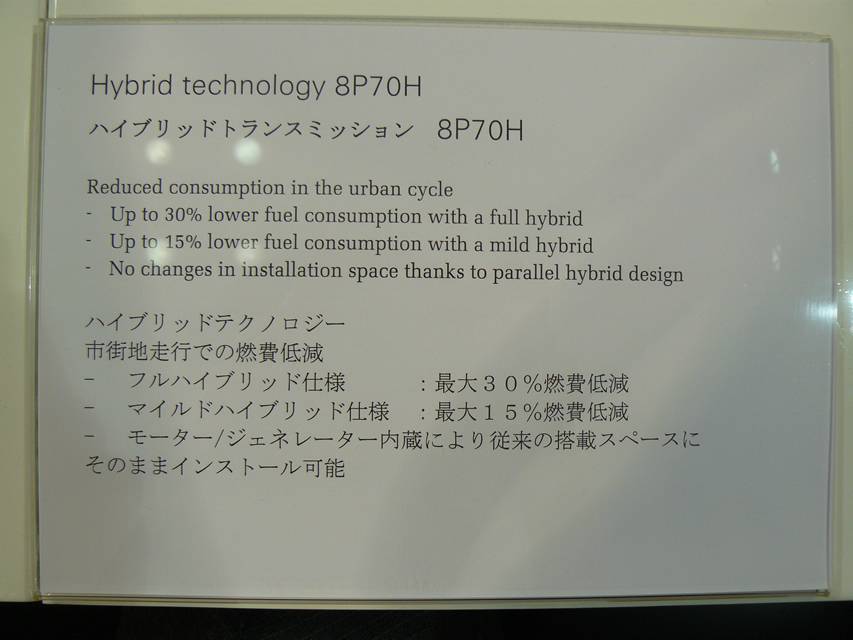 Hybrid technology 8P70H
ハイブリッドトランスミッション　8P70H
Reduced consumption in the urban cycle
- Up to 30% lower fuel consumption with a full hybrid
- Up to 15% lower fuel consumption with a mild hybrid
- No changes in installation space thanks to parallel hybrid design
ハイブリッドテクノロジー
市街地走行での燃費低減
－　フルハイブリッド仕様　　　：最大３０％燃費低減
－　マイルドハイブリッド仕様　：最大１５％燃費低減
－　モーター/ジェネレーター内蔵により従来の搭載スペースに
そのままインストール可能